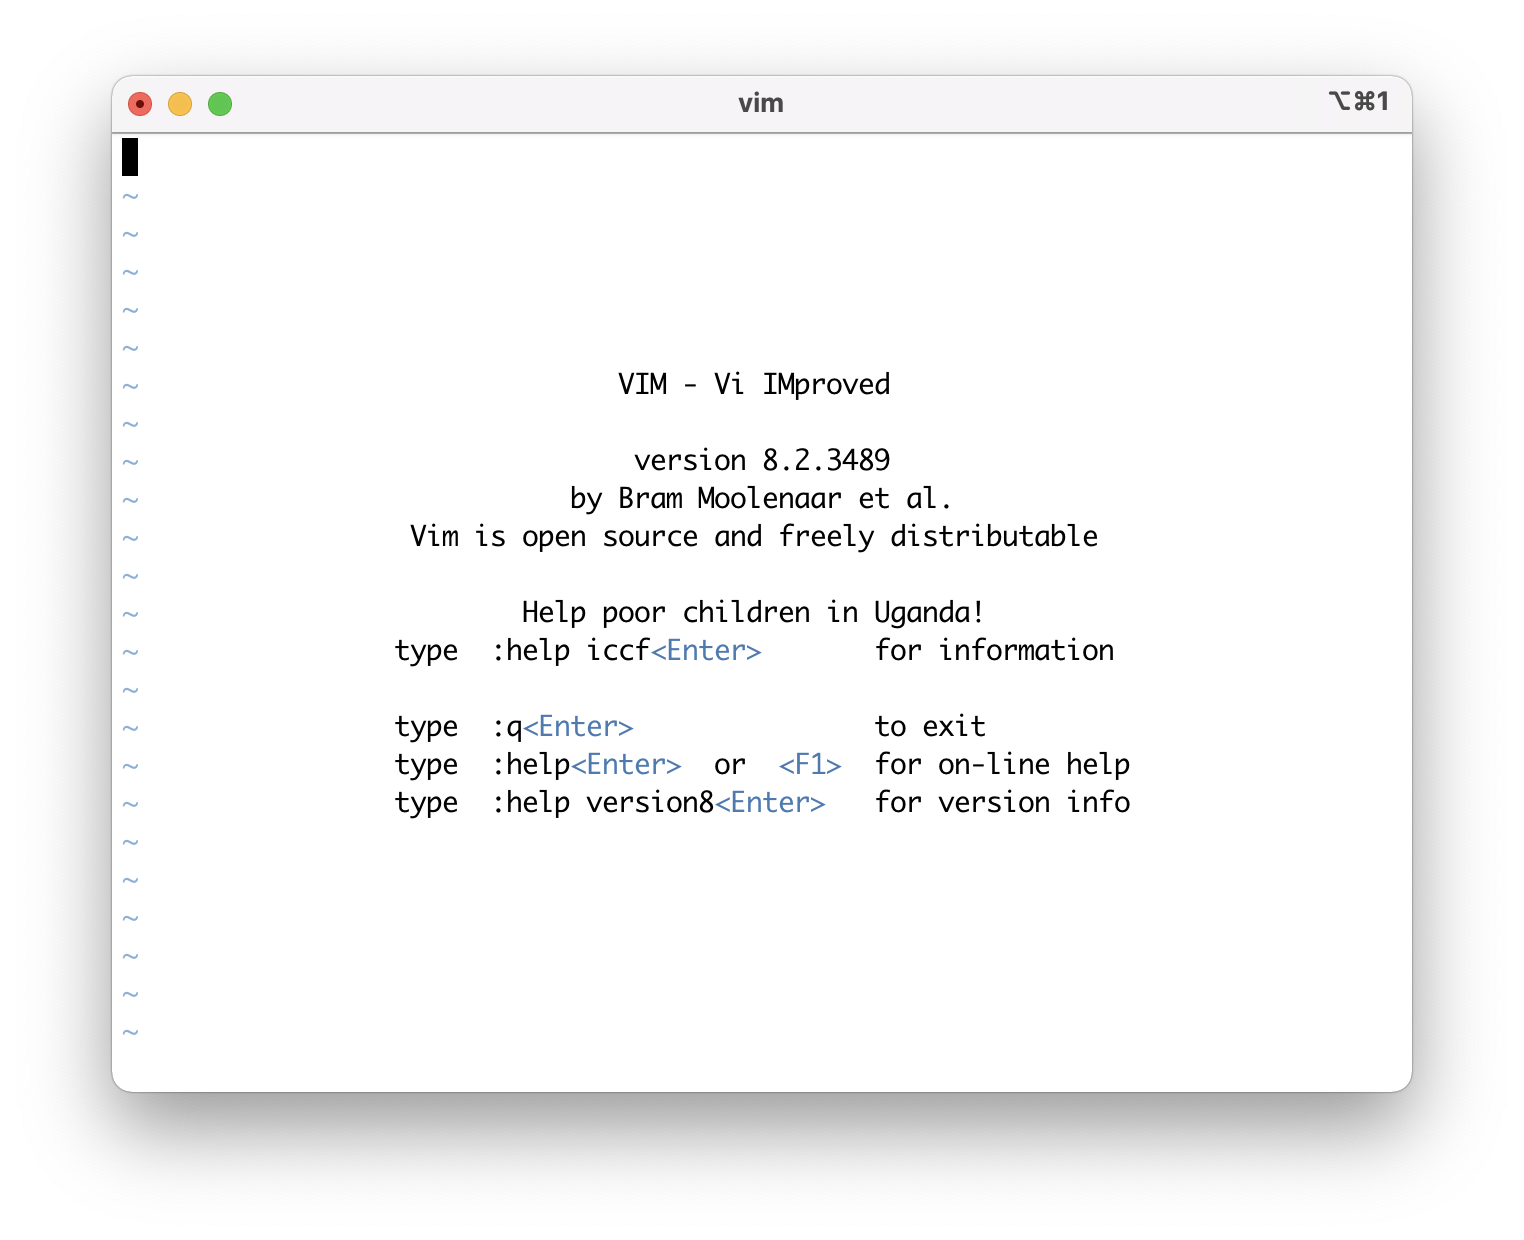 vim ⌥⌘1
~
~
~
~
~
~ VIM - Vi IMproved
~
~ version 8.2.3489
~ by Bram Moolenaar et al.
~ Vim is open source and freely distributable
~
~ Help poor children in Uganda!
~ type  :help iccf<Enter>       for information
~
~ type  :q<Enter>               to exit
~ type  :help<Enter>  or  <F1>  for on-line help
~ type  :help version8<Enter>   for version info
~
~
~
~
~
~